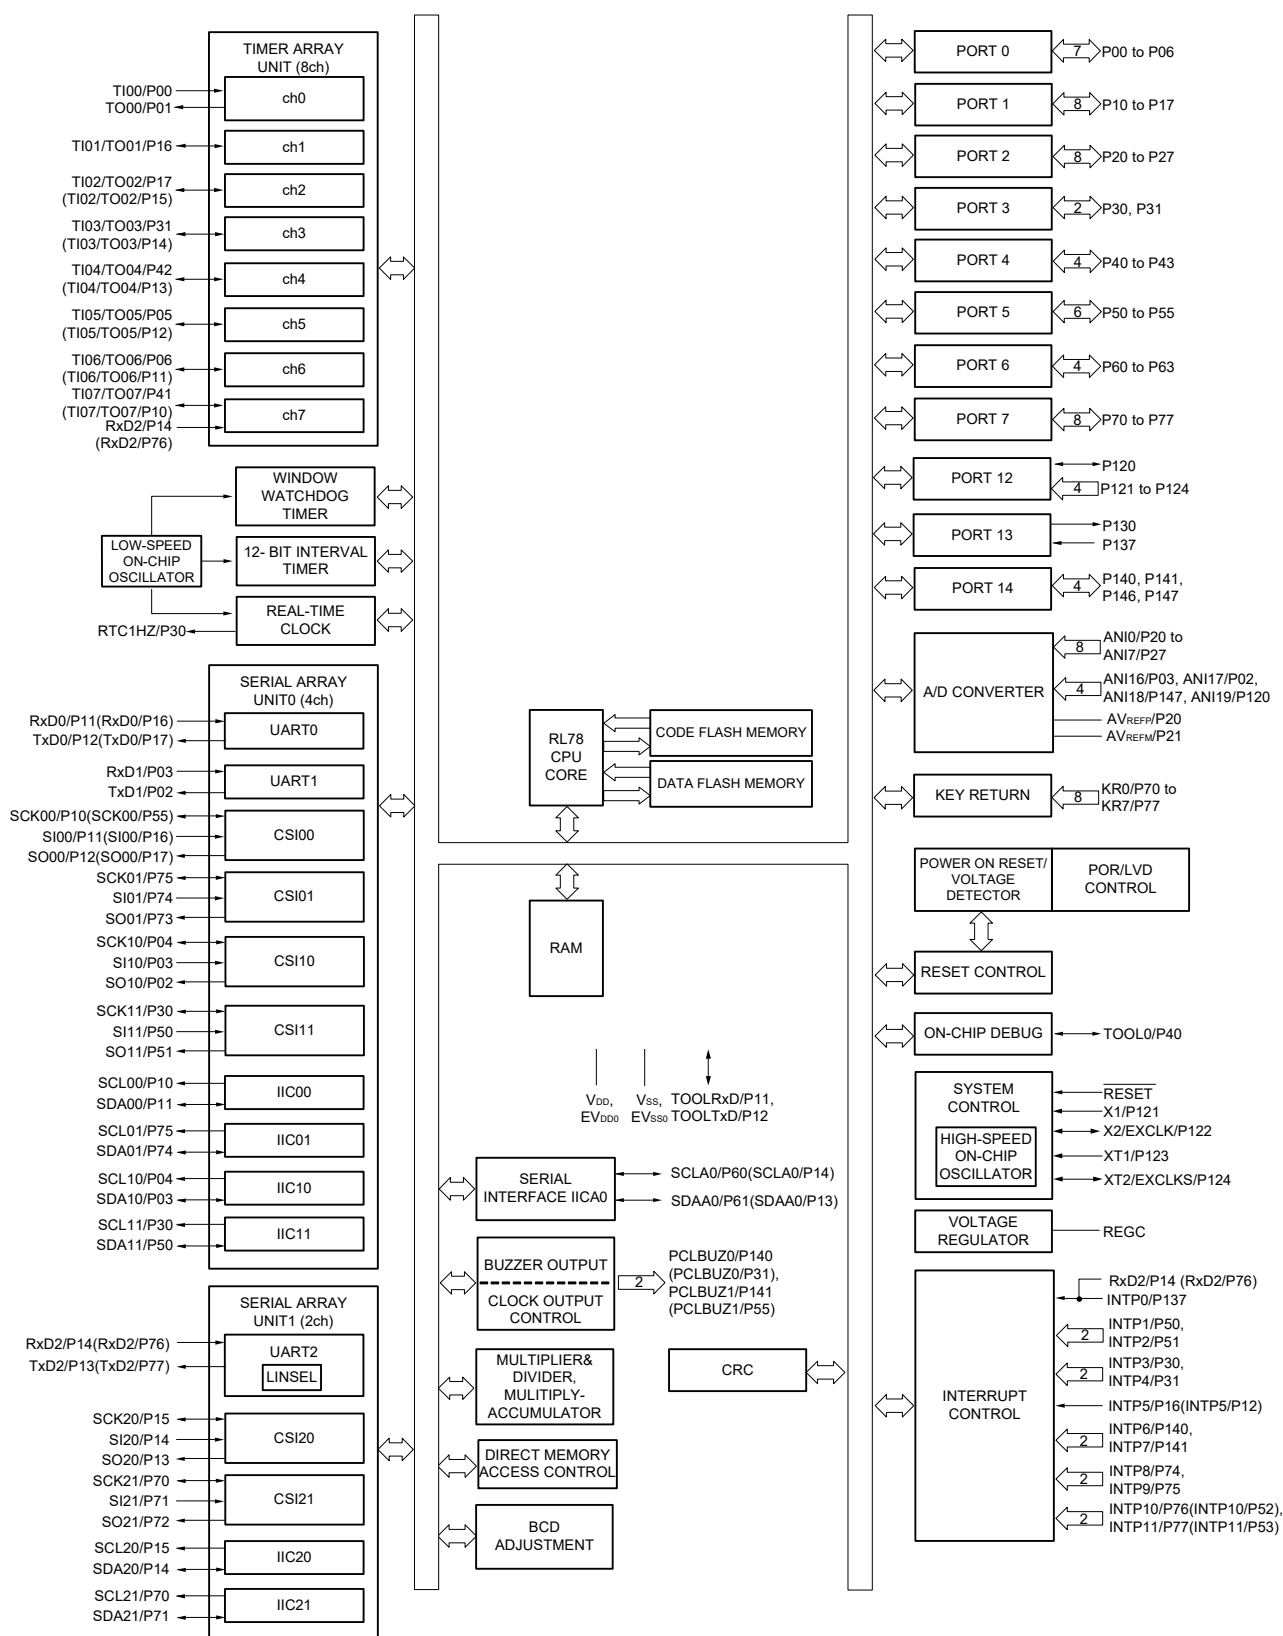 TIMER ARRAY
UNIT (8ch)
TI00/P00
TO00/P01
ch0
TI01/TO01/P16
ch1
TI02/TO02/P17
(TI02/TO02/P15)
ch2
TI03/TO03/P31
(TI03/TO03/P14)
ch3
TI04/TO04/P42
(TI04/TO04/P13)
ch4
TI05/TO05/P05
(TI05/TO05/P12)
ch5
TI06/TO06/P06
(TI06/TO06/P11)
ch6
TI07/TO07/P41
(TI07/TO07/P10)
RxD2/P14
(RxD2/P76)
ch7
WINDOW
WATCHDOG
TIMER
LOW-SPEED
ON-CHIP
OSCILLATOR
12- BIT INTERVAL
TIMER
REAL-TIME
CLOCK
RTC1HZ/P30
SERIAL ARRAY
UNIT0 (4ch)
RxD0/P11(RxD0/P16)
TxD0/P12(TxD0/P17)
UART0
RxD1/P03
TxD1/P02
UART1
SCK00/P10(SCK00/P55)
SI00/P11(SI00/P16)
SO00/P12(SO00/P17)
CSI00
SCK01/P75
SI01/P74
SO01/P73
CSI01
SCK10/P04
SI10/P03
SO10/P02
CSI10
SCK11/P30
SI11/P50
SO11/P51
CSI11
SCL00/P10
SDA00/P11
IIC00
SCL01/P75
SDA01/P74
IIC01
SCL10/P04
SDA10/P03
IIC10
SCL11/P30
SDA11/P50
IIC11
SERIAL ARRAY
UNIT1 (2ch)
RxD2/P14(RxD2/P76)
TxD2/P13(TxD2/P77)
UART2
LINSEL
SCK20/P15
SI20/P14
SO20/P13
CSI20
SCK21/P70
SI21/P71
SO21/P72
CSI21
SCL20/P15
SDA20/P14
IIC20
SCL21/P70
SDA21/P71
IIC21
RL78
CPU
CORE
CODE FLASH MEMORY
DATA FLASH MEMORY
RAM
VDD,
EVDD0
VSS,
EVSS0
TOOLRxD/P11,
TOOLTxD/P12
SERIAL
INTERFACE IICA0
SCLA0/P60(SCLA0/P14)
SDAA0/P61(SDAA0/P13)
BUZZER OUTPUT
CLOCK OUTPUT
CONTROL
2
PCLBUZ0/P140
(PCLBUZ0/P31),
PCLBUZ1/P141
(PCLBUZ1/P55)
MULTIPLIER&
DIVIDER,
MULITIPLY-
ACCUMULATOR
CRC
DIRECT MEMORY
ACCESS CONTROL
BCD
ADJUSTMENT
PORT 0
7
P00 to P06
PORT 1
8
P10 to P17
PORT 2
8
P20 to P27
PORT 3
2
P30, P31
PORT 4
4
P40 to P43
PORT 5
6
P50 to P55
PORT 6
4
P60 to P63
PORT 7
8
P70 to P77
PORT 12
P120
4
P121 to P124
PORT 13
P130
P137
PORT 14
4
P140, P141,
P146, P147
A/D CONVERTER
8
ANI0/P20 to
ANI7/P27
4
ANI16/P03, ANI17/P02,
ANI18/P147, ANI19/P120
AVREFP/P20
AVREFM/P21
KEY RETURN
8
KR0/P70 to
KR7/P77
POWER ON RESET/
VOLTAGE
DETECTOR
POR/LVD
CONTROL
RESET CONTROL
ON-CHIP DEBUG
TOOL0/P40
SYSTEM
CONTROL
HIGH-SPEED
ON-CHIP
OSCILLATOR
RESET
X1/P121
X2/EXCLK/P122
XT1/P123
XT2/EXCLKS/P124
VOLTAGE
REGULATOR
REGC
INTERRUPT
CONTROL
RxD2/P14 (RxD2/P76)
INTP0/P137
2
INTP1/P50,
INTP2/P51
2
INTP3/P30,
INTP4/P31
INTP5/P16(INTP5/P12)
2
INTP6/P140,
INTP7/P141
2
INTP8/P74,
INTP9/P75
2
INTP10/P76(INTP10/P52),
INTP11/P77(INTP11/P53)